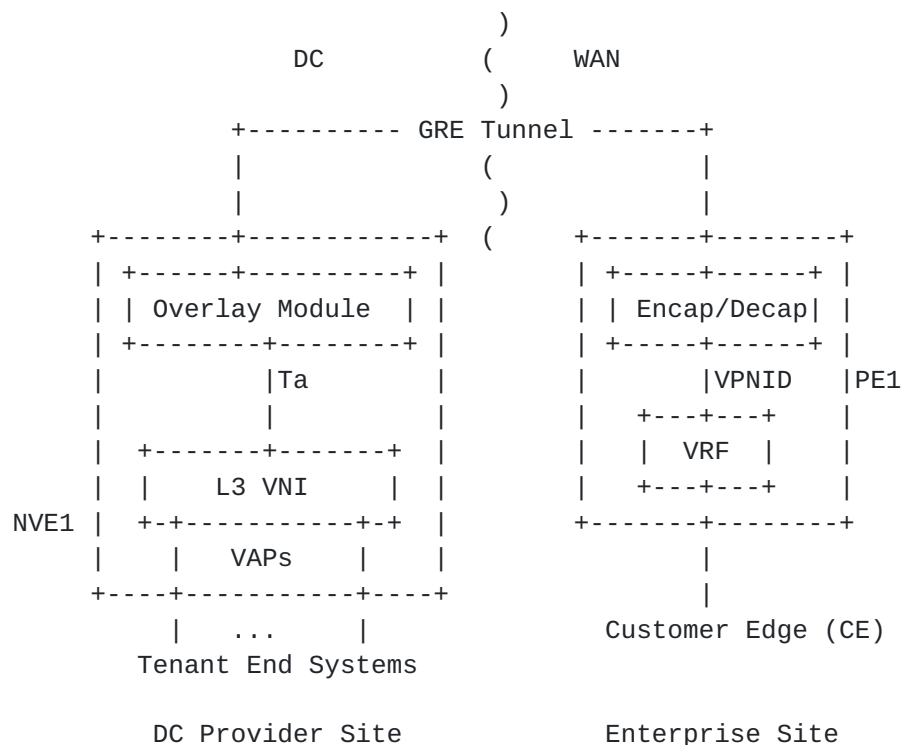 DC WAN
GRE Tunnel
Overlay Module Encap/Decap
Ta VPNID PE1
L3 VNI VRF
NVE1
VAPs
... Customer Edge (CE)
Tenant End Systems
DC Provider Site Enterprise Site